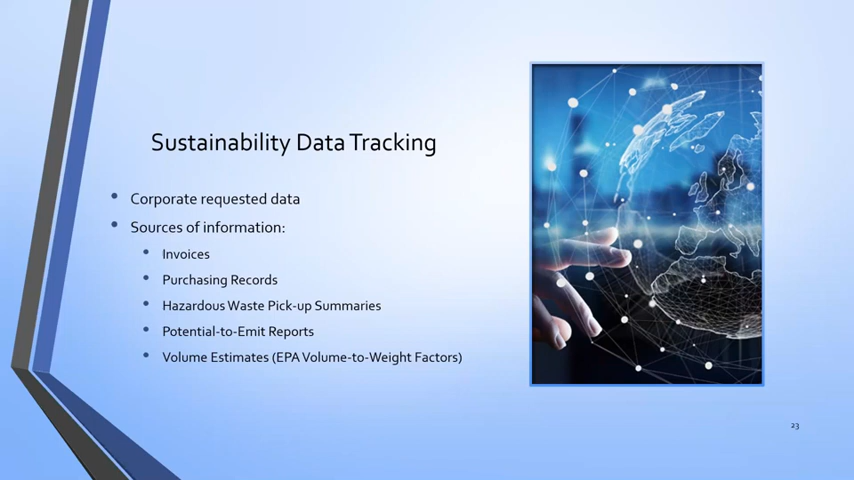 Sustainability Data Tracking
• Corporate requested data
• Sources of information:
• Invoices
• Purchasing Records
• Hazardous Waste Pick-up Summaries
• Potential-to-Emit Reports
• Volume Estimates (EPA Volume-to-Weight Factors)
23